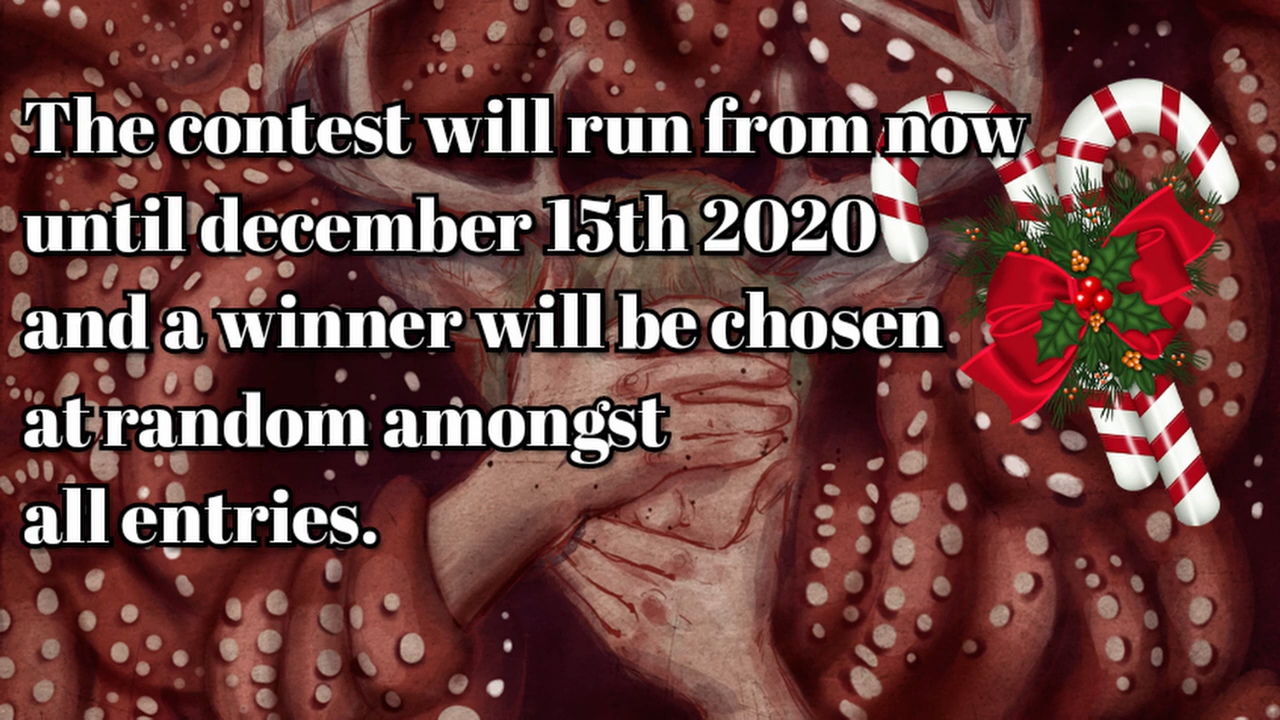 The contest will run from now
until december 15th 2020
and a winner will be chosen
at random amongst
all entries.